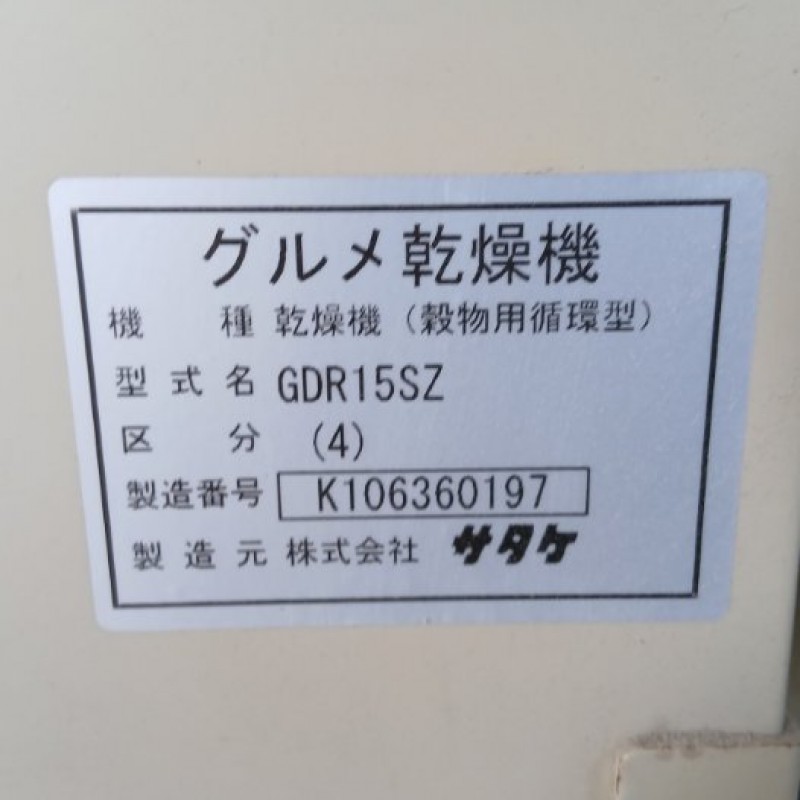 グルメ乾燥機
機種 乾燥機（穀物用循環型）
型式名 GDR15SZ
区分 (4)
製造番号 K106360197
製造元 株式会社 サタケ